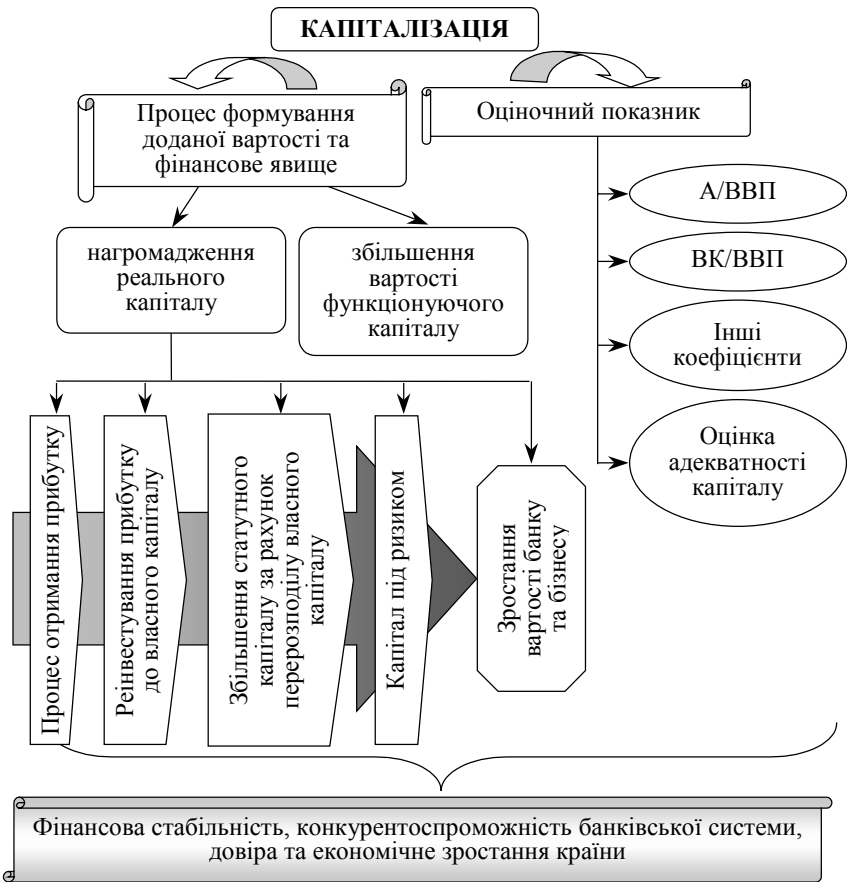 КАПІТАЛІЗАЦІЯ
Процес формування
доданої вартості та
фінансове явище
Оціночний показник
А/ВВП
ВК/ВВП
Інші
коефіцієнти
Оцінка
адекватності
капіталу
нагромадження
реального
капіталу
збільшення
вартості
функціонуючого
капіталу
Процес отримання прибутку
Реінвестування прибутку
до власного капіталу
Збільшення статутного
капіталу за рахунок
перерозподілу власного
капіталу
Капітал під ризиком
Зростання
вартості банку
та бізнесу
Фінансова стабільність, конкурентоспроможність банківської системи,
довіра та економічне зростання країни